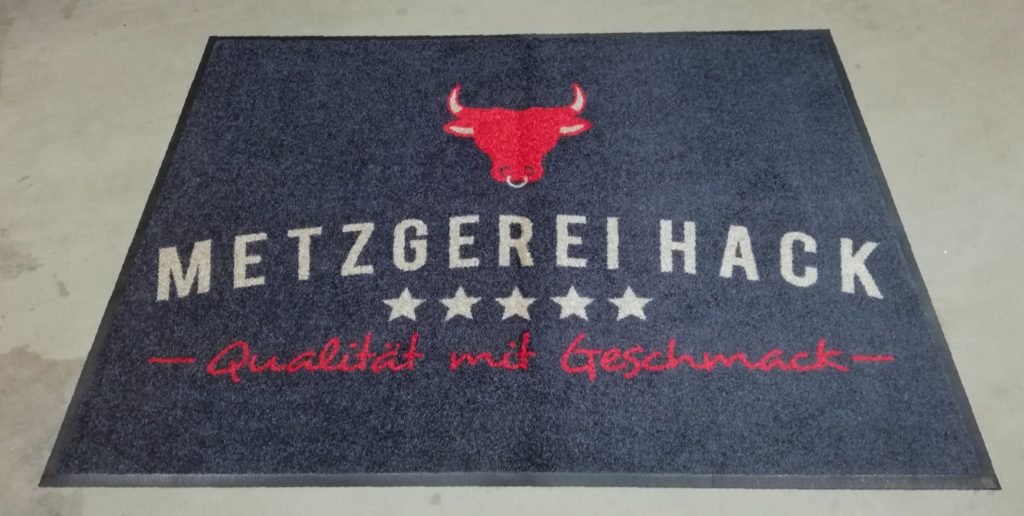 METZGEREI HACK
Qualität mit Geschmack